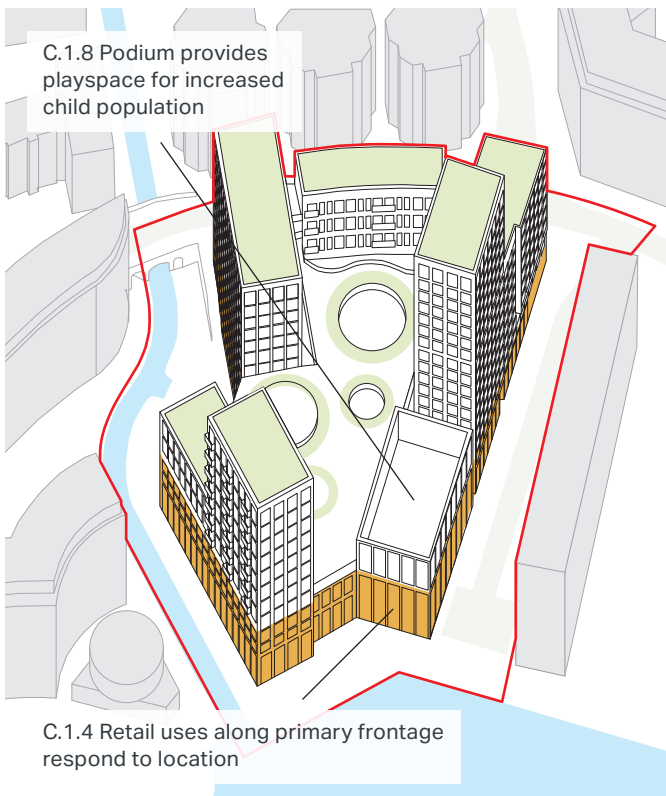 C.1.8 Podium provides
playspace for increased
child population
C.1.4 Retail uses along primary frontage
respond to location